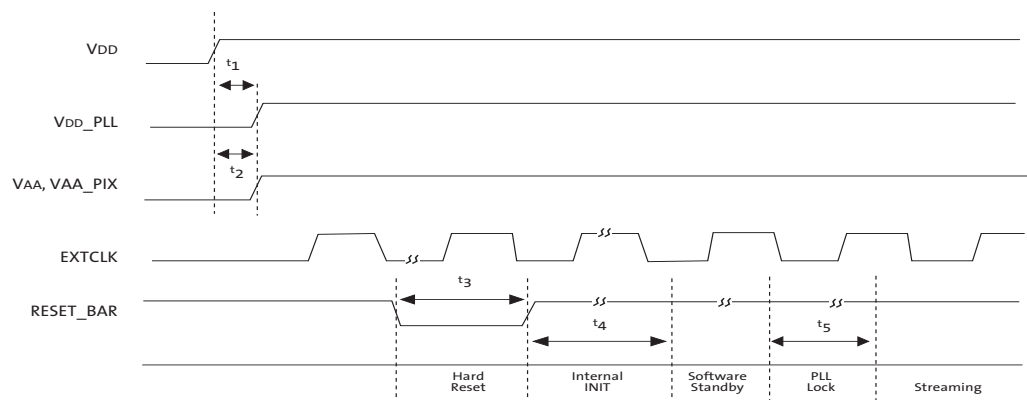 VDD
t1
VDD_PLL
t2
VAA, VAA_PIX
EXTCLK
t3
RESET_BAR
t4
t5
Hard
Reset
Internal
INIT
Software
Standby
PLL
Lock
Streaming